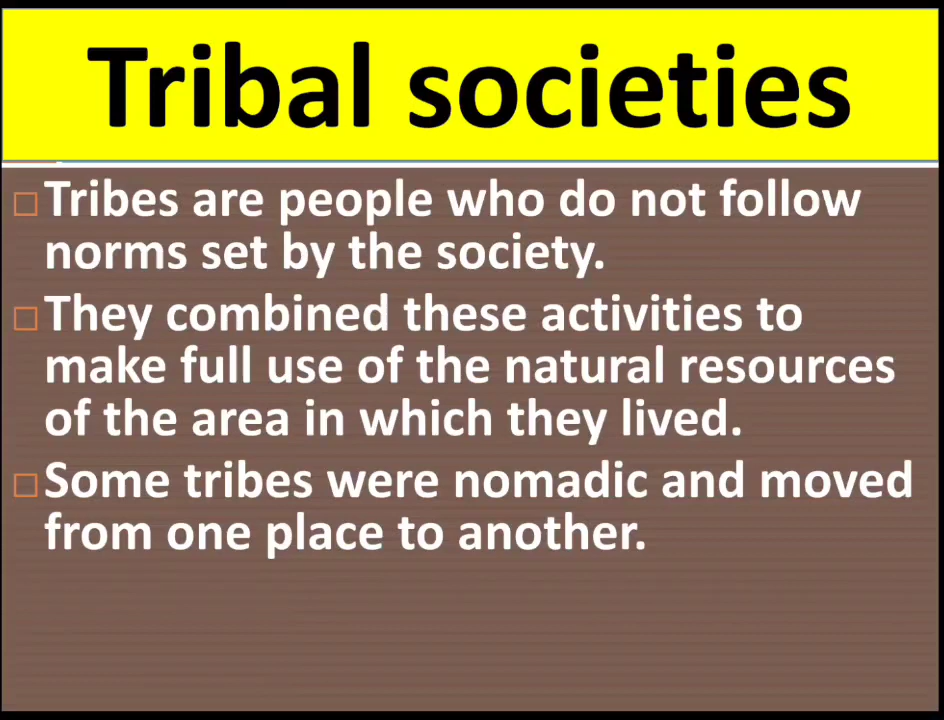 Tribal societies
Tribes are people who do not follow
norms set by the society.
They combined these activities to
make full use of the natural resources
of the area in which they lived.
Some tribes were nomadic and moved
from one place to another.